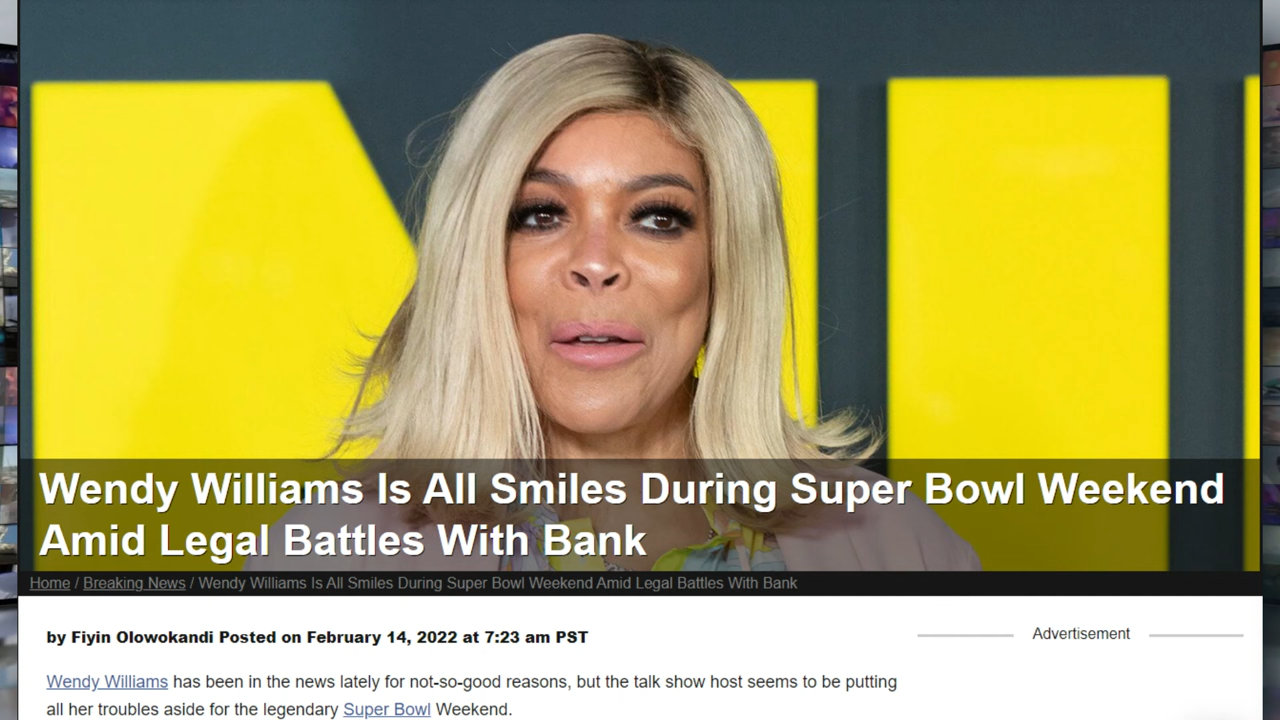 Wendy Williams Is All Smiles During Super Bowl Weekend
Amid Legal Battles With Bank
Home / Breaking News / Wendy Williams Is All Smiles During Super Bowl Weekend Amid Legal Battles With Bank
by Fiyin Olowokandi Posted on February 14, 2022 at 7:23 am PST
Advertisement
Wendy Williams has been in the news lately for not-so-good reasons, but the talk show host seems to be putting
all her troubles aside for the legendary Super Bowl Weekend.